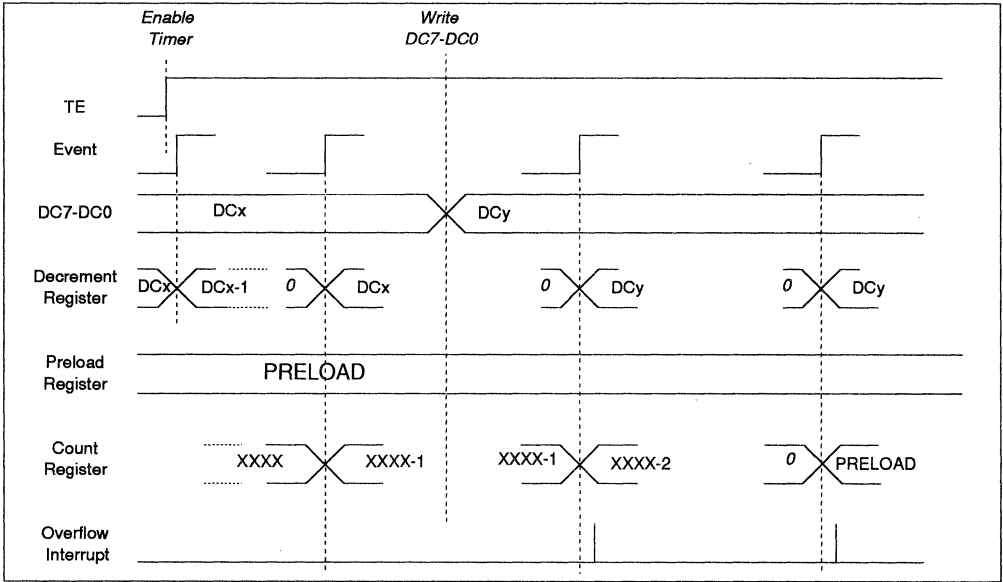 Enable
Timer
Write
DC7-DC0
TE
Event
DC7-DC0
DCx
DCy
Decrement
Register
DCx
DCx-1
0
DCx
0
DCy
0
DCy
Preload
Register
PRELOAD
Count
Register
XXXX
XXXX-1
XXXX-1
XXXX-2
0
PRELOAD
Overflow
Interrupt